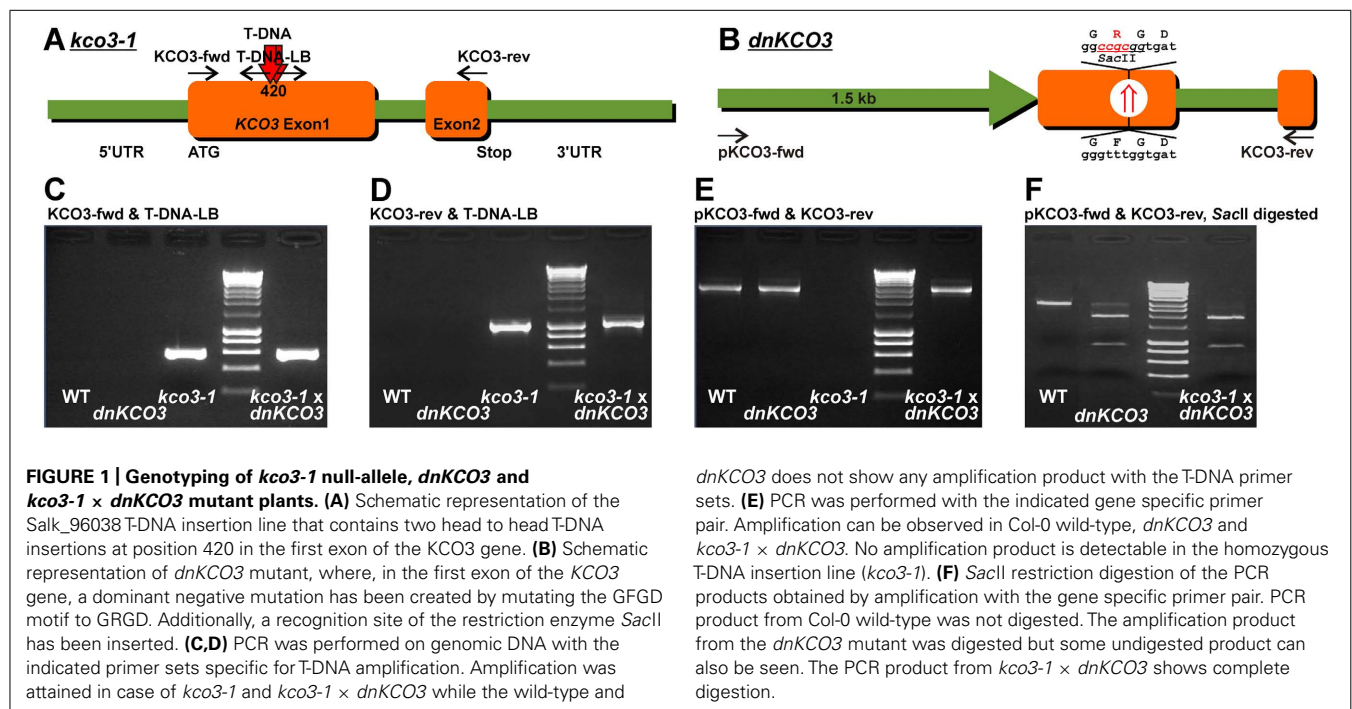 A kco3-1
T-DNA
KCO3-fwd
T-DNA-LB
KCO3-rev
420
KCO3 Exon1
Exon2
5'UTR
ATG
Stop
3'UTR
B dnKCO3
G R G D
ggccgcggtgat
SacII
1.5 kb
⇑
pKCO3-fwd
G F G D
gggtttggtgat
KCO3-rev
C
KCO3-fwd & T-DNA-LB
WT
dnKCO3
kco3-1
kco3-1 x
dnKCO3
D
KCO3-rev & T-DNA-LB
WT
dnKCO3
kco3-1
kco3-1 x
dnKCO3
E
pKCO3-fwd & KCO3-rev
WT
dnKCO3
kco3-1
kco3-1 x
dnKCO3
F
pKCO3-fwd & KCO3-rev, SacII digested
WT
dnKCO3
kco3-1 x
dnKCO3
FIGURE 1 | Genotyping of kco3-1 null-allele, dnKCO3 and
kco3-1 × dnKCO3 mutant plants. (A) Schematic representation of the
Salk_96038 T-DNA insertion line that contains two head to head T-DNA
insertions at position 420 in the first exon of the KCO3 gene. (B) Schematic
representation of dnKCO3 mutant, where, in the first exon of the KCO3
gene, a dominant negative mutation has been created by mutating the GFGD
motif to GRGD. Additionally, a recognition site of the restriction enzyme SacII
has been inserted. (C,D) PCR was performed on genomic DNA with the
indicated primer sets specific for T-DNA amplification. Amplification was
attained in case of kco3-1 and kco3-1 × dnKCO3 while the wild-type and
dnKCO3 does not show any amplification product with the T-DNA primer
sets. (E) PCR was performed with the indicated gene specific primer
pair. Amplification can be observed in Col-0 wild-type, dnKCO3 and
kco3-1 × dnKCO3. No amplification product is detectable in the homozygous
T-DNA insertion line (kco3-1). (F) SacII restriction digestion of the PCR
products obtained by amplification with the gene specific primer pair. PCR
product from Col-0 wild-type was not digested. The amplification product
from the dnKCO3 mutant was digested but some undigested product can
also be seen. The PCR product from kco3-1 × dnKCO3 shows complete
digestion.